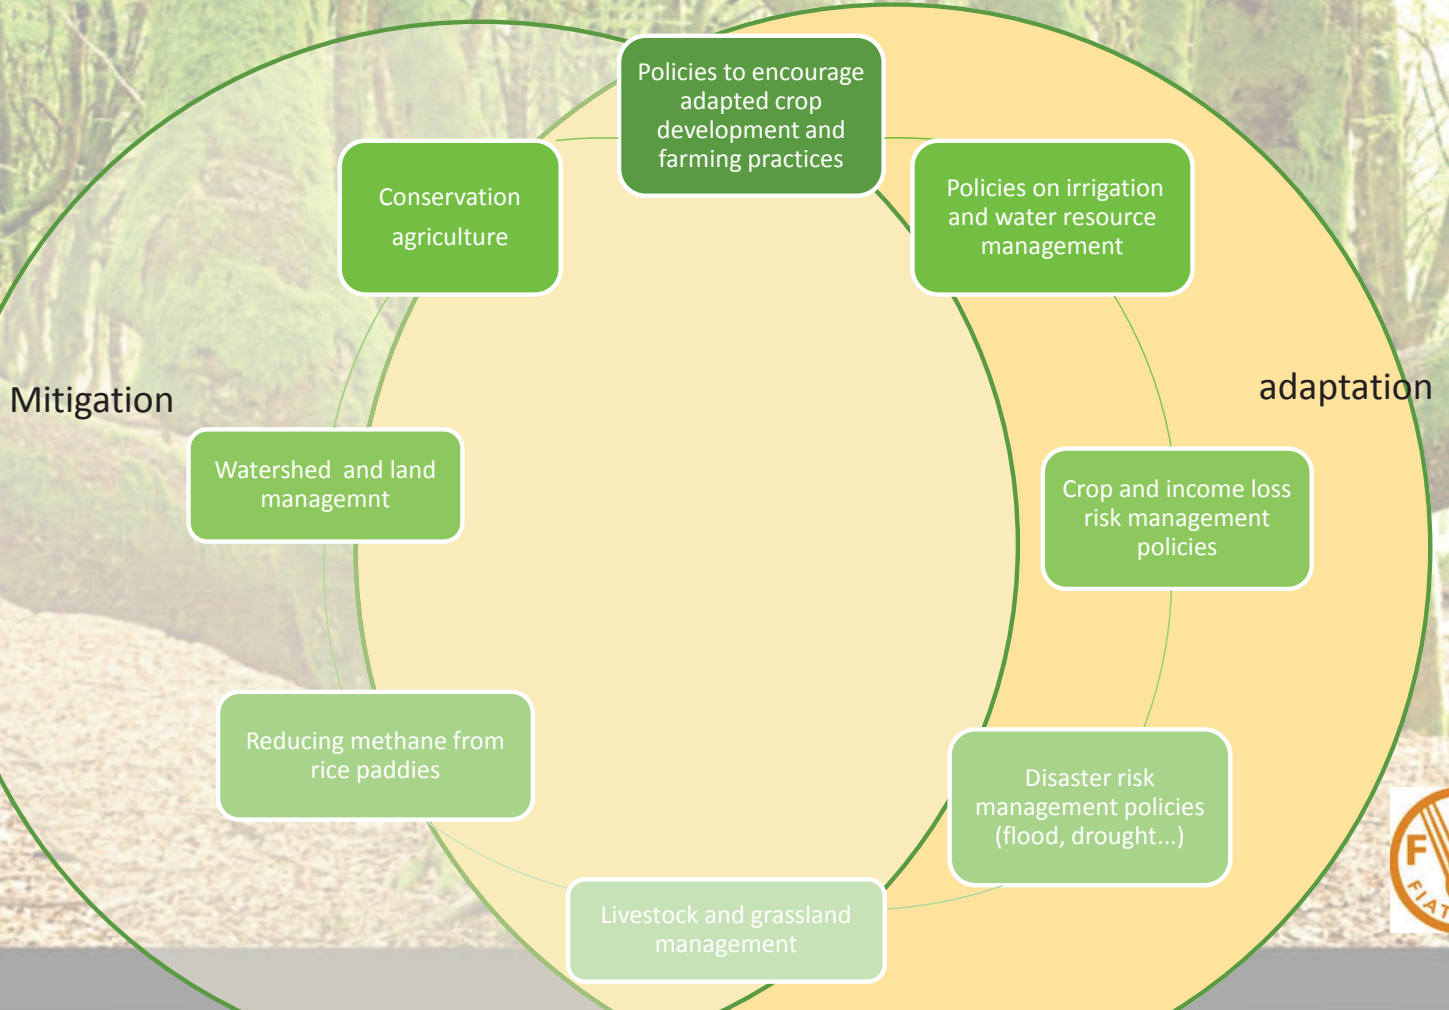 Policies to encourage
adapted crop
development and
farming practices
Conservation
agriculture
Policies on irrigation
and water resource
management
Mitigation
adaptation
Watershed  and land
managemnt
Crop and income loss
risk management
policies
Reducing methane from
rice paddies
Disaster risk
management policies
(flood, drought...)
Livestock and grassland
management
F
FIAT